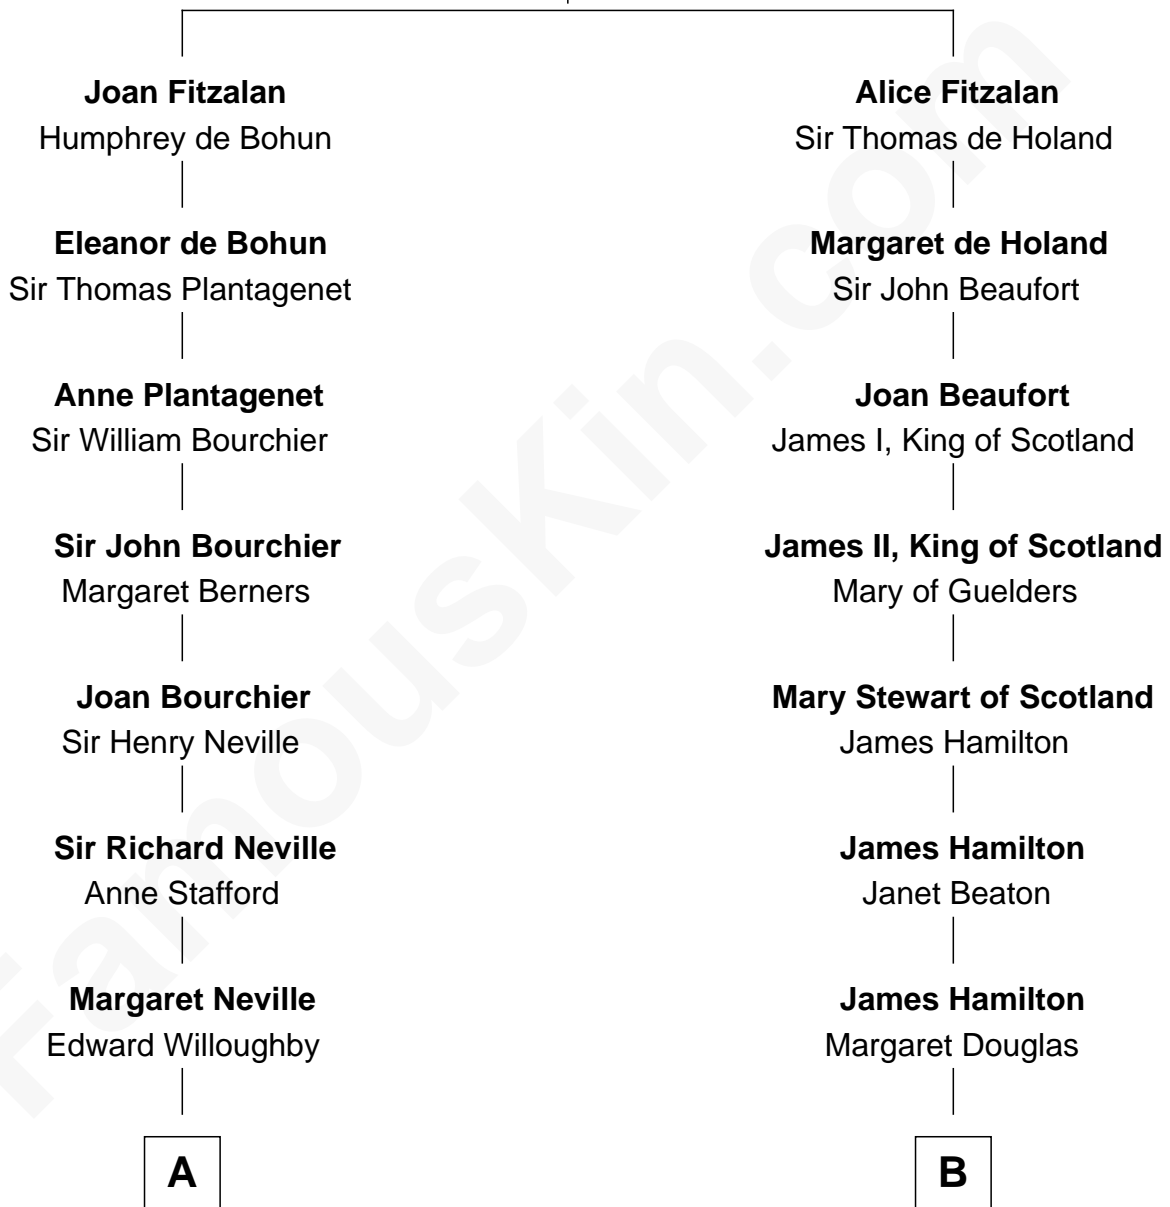 Joan Fitzalan
Humphrey de Bohun
Eleanor de Bohun
Sir Thomas Plantagenet
Anne Plantagenet
Sir William Bourchier
Sir John Bourchier
Margaret Berners
Joan Bourchier
Sir Henry Neville
Sir Richard Neville
Anne Stafford
Margaret Neville
Edward Willoughby
A
Alice Fitzalan
Sir Thomas de Holand
Margaret de Holand
Sir John Beaufort
Joan Beaufort
James I, King of Scotland
James II, King of Scotland
Mary of Guelders
Mary Stewart of Scotland
James Hamilton
James Hamilton
Janet Beaton
James Hamilton
Margaret Douglas
B
FamousKin.com